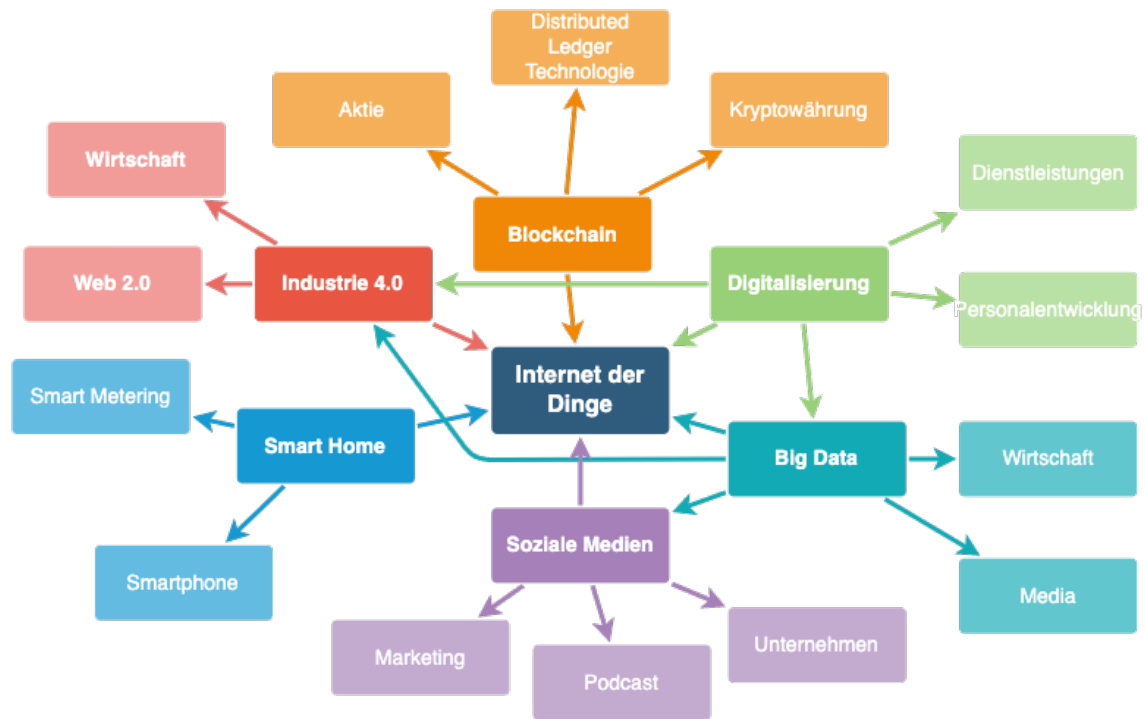 Distributed
Ledger
Technologie
Aktie
Kryptowährung
Wirtschaft
Dienstleistungen
Blockchain
Web 2.0
Industrie 4.0
Digitalisierung
Personalentwicklung
Internet der
Dinge
Smart Metering
Smart Home
Big Data
Wirtschaft
Soziale Medien
Smartphone
Media
Marketing
Podcast
Unternehmen